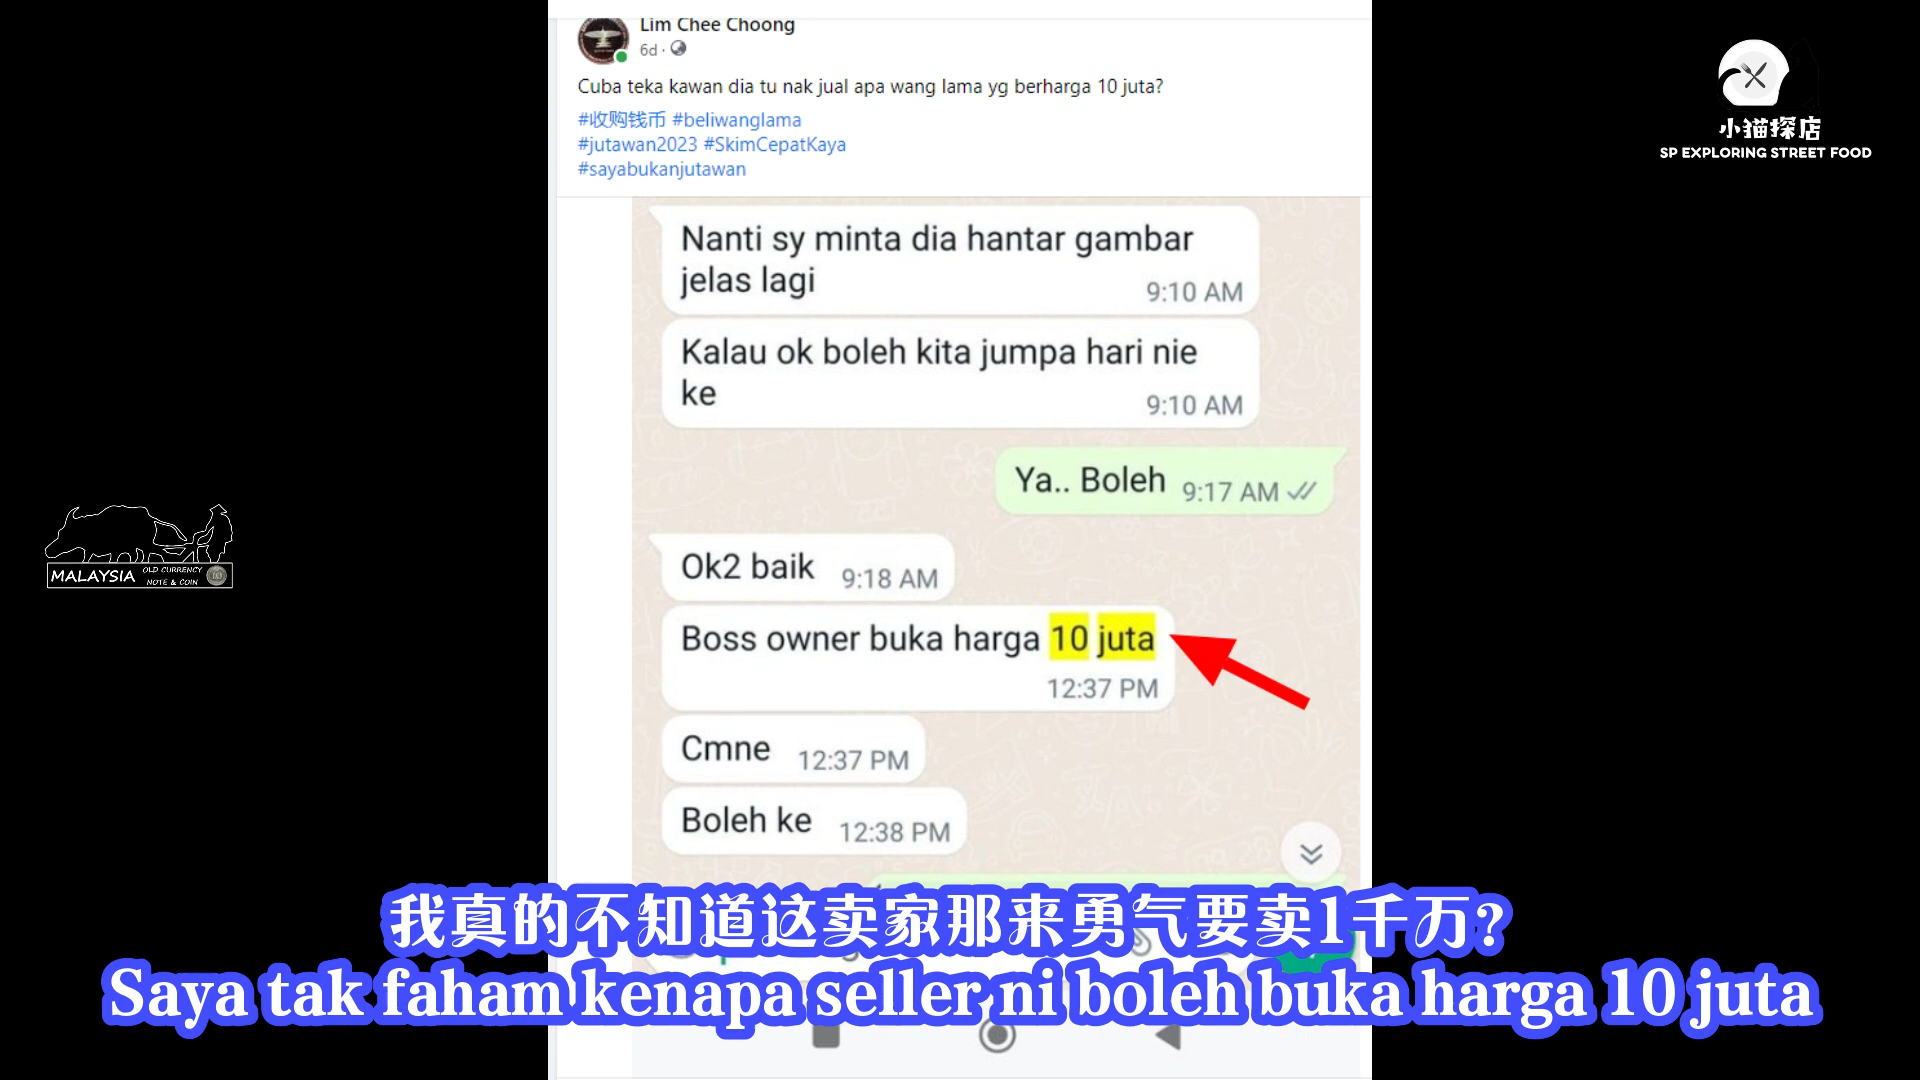 Lim Chee Choong
6d ·
Cuba teka kawan dia tu nak jual apa wang lama yg berharga 10 juta?
#收购钱币 #beliwanglama
#jutawan2023 #SkimCepatKaya
#sayabukanjutawan
小猫探店
SP EXPLORING STREET FOOD
Nanti sy minta dia hantar gambar
jelas lagi
9:10 AM
Kalau ok boleh kita jumpa hari nie
ke
9:10 AM
Ya.. Boleh 9:17 AM
Ok2 baik 9:18 AM
Boss owner buka harga 10 juta
12:37 PM
Cmne 12:37 PM
Boleh ke 12:38 PM
MALAYSIA OLD CURRENCY
NOTE & COIN
我真的不知道这卖家那来勇气要卖1千万?
Saya tak faham kenapa seller ni boleh buka harga 10 juta